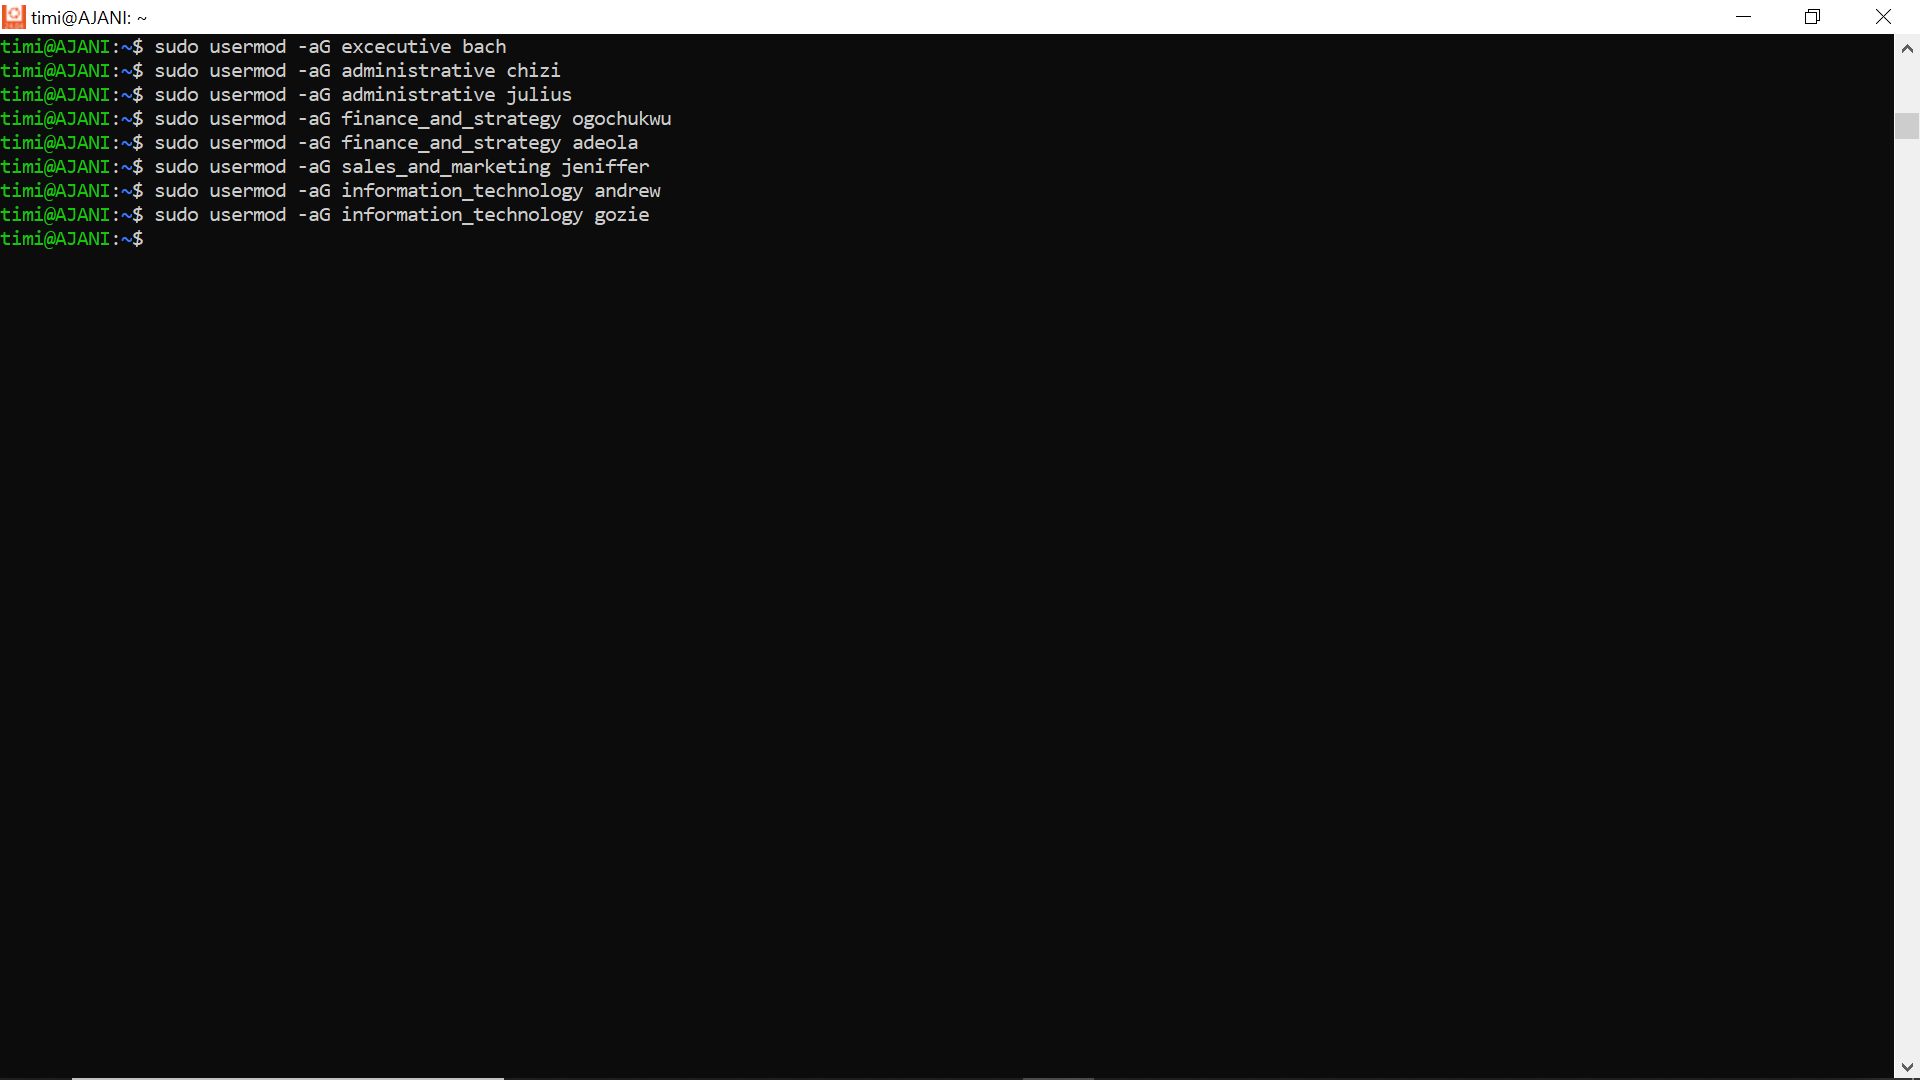 timi@AJANI: ~
timi@AJANI:~$ sudo usermod -aG excecutive bach
timi@AJANI:~$ sudo usermod -aG administrative chizi
timi@AJANI:~$ sudo usermod -aG administrative julius
timi@AJANI:~$ sudo usermod -aG finance_and_strategy ogochukwu
timi@AJANI:~$ sudo usermod -aG finance_and_strategy adeola
timi@AJANI:~$ sudo usermod -aG sales_and_marketing jeniffer
timi@AJANI:~$ sudo usermod -aG information_technology andrew
timi@AJANI:~$ sudo usermod -aG information_technology gozie
timi@AJANI:~$